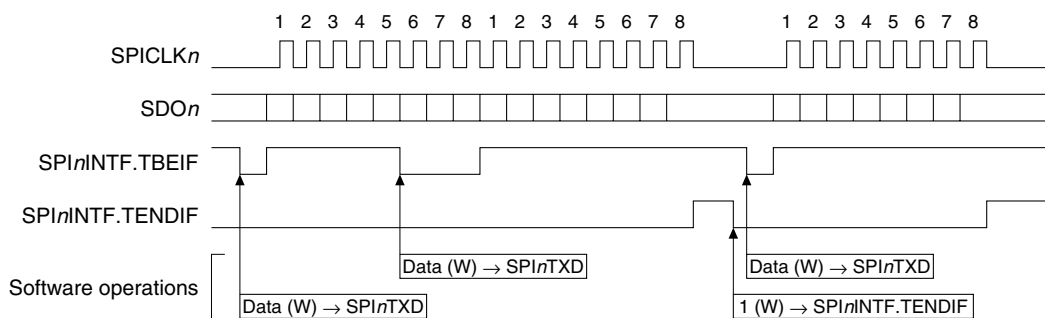 1 2 3 4 5 6 7 8 1 2 3 4 5 6 7 8 1 2 3 4 5 6 7 8
SPICLKn
SDOn
SPInINTF.TBEIF
SPInINTF.TENDIF
Data (W) → SPInTXD Data (W) → SPInTXD
Software operations
Data (W) → SPInTXD 1 (W) → SPInINTF.TENDIF